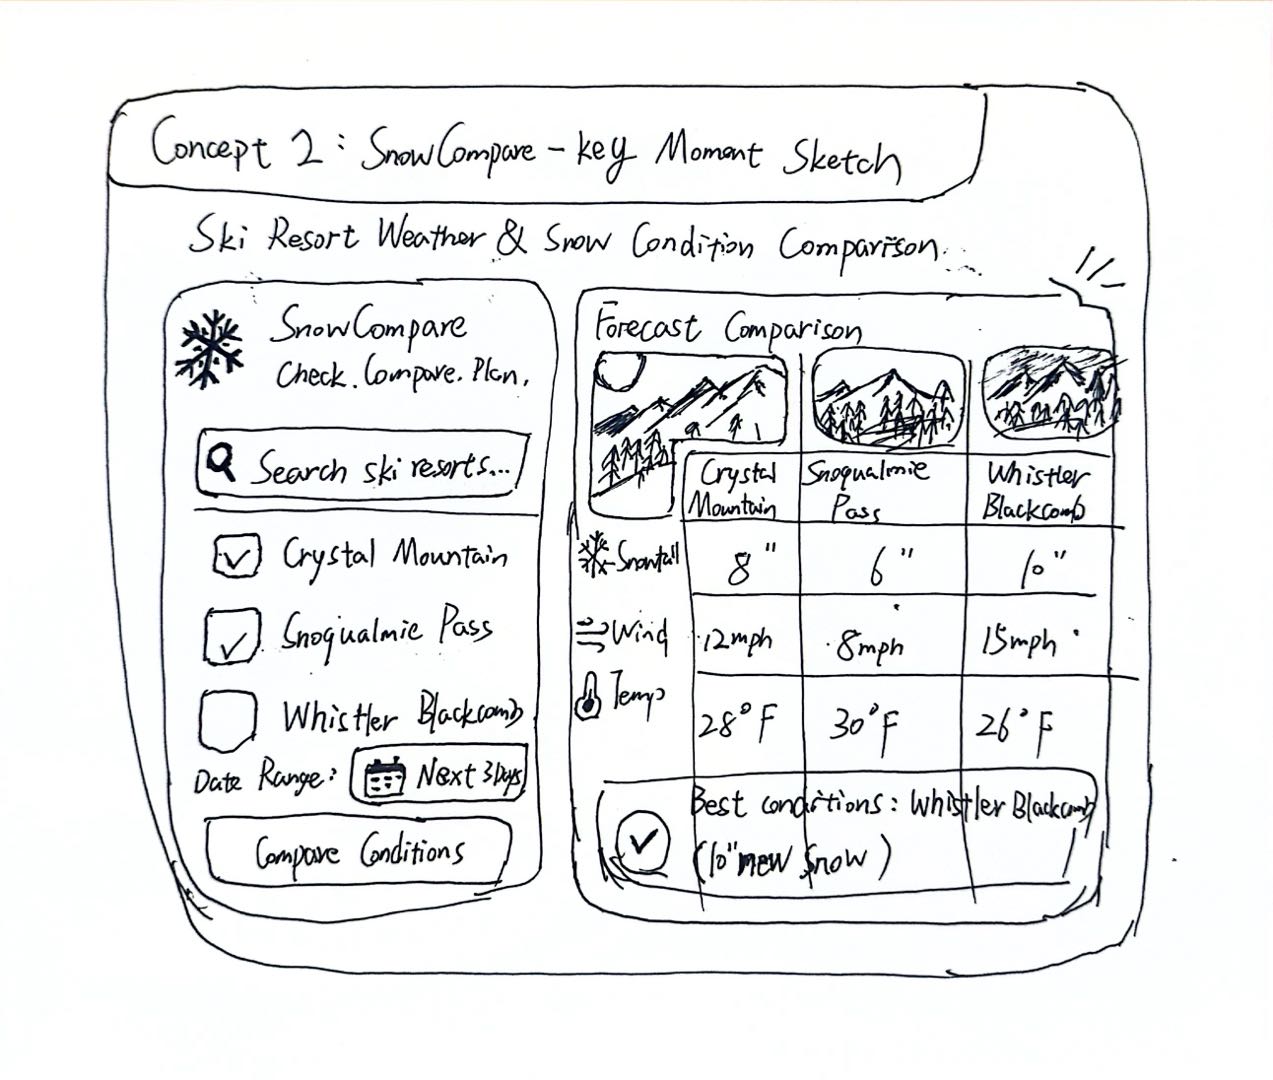 Concept 2: SnowCompare - key Moment Sketch
Ski Resort Weather & Snow Condition Comparison.
SnowCompare
Check. Compare. Plan.
Search ski resorts...
Crystal Mountain
Snoqualmie Pass
Whistler Blackcomb
Date Range:
Next 3 Days
Compare Conditions
Forecast Comparison
Crystal
Mountain
Snoqualmie
Pass
Whistler
Blackcomb
Snowfall
8"
6"
10"
Wind
12mph
8mph
15mph
Temp
28°F
30°F
26°F
Best conditions: Whistler Blackcomb
(10" new snow)